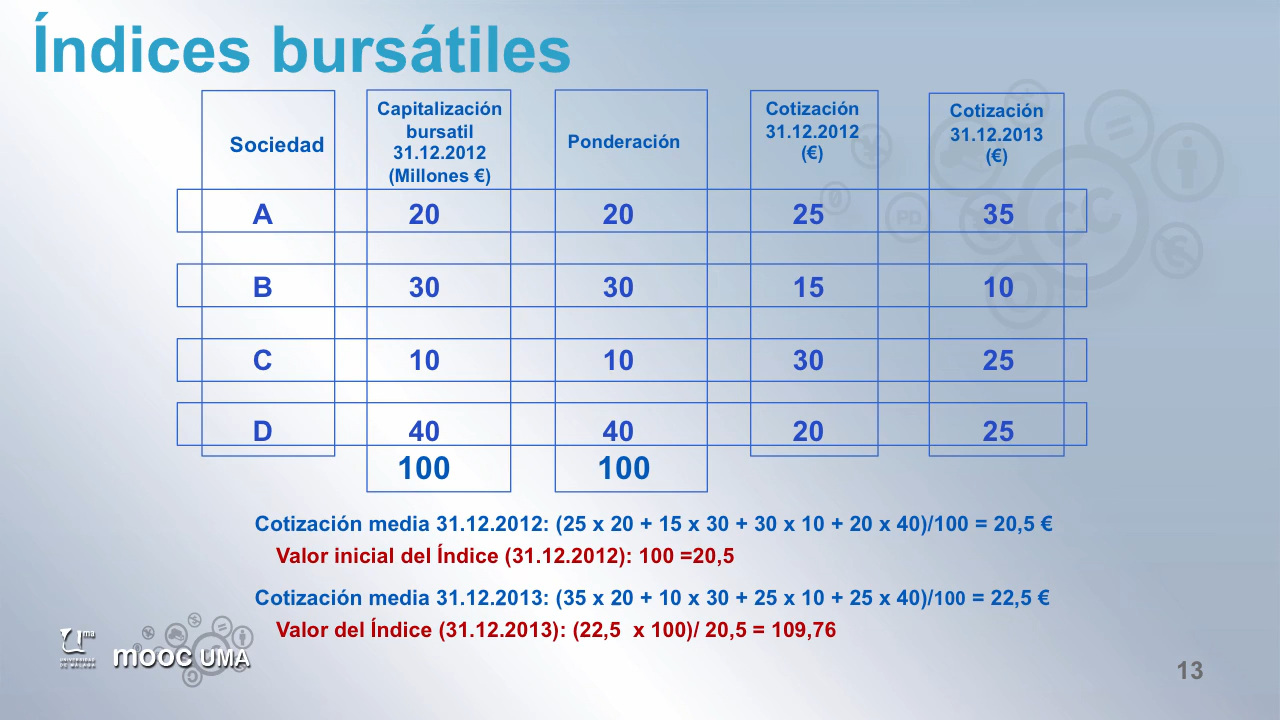 Índices bursátiles
Sociedad
Capitalización
bursatil
31.12.2012
(Millones €)
Ponderación
Cotización
31.12.2012
(€)
Cotización
31.12.2013
(€)
A 20 20 25 35
B 30 30 15 10
C 10 10 30 25
D 40 40 20 25
100 100
Cotización media 31.12.2012: (25 x 20 + 15 x 30 + 30 x 10 + 20 x 40)/100 = 20,5 €
Valor inicial del Índice (31.12.2012): 100 =20,5
Cotización media 31.12.2013: (35 x 20 + 10 x 30 + 25 x 10 + 25 x 40)/100 = 22,5 €
Valor del Índice (31.12.2013): (22,5 x 100)/ 20,5 = 109,76
uma
UNIVERSIDAD
DE MÁLAGA
mooc UMA
13